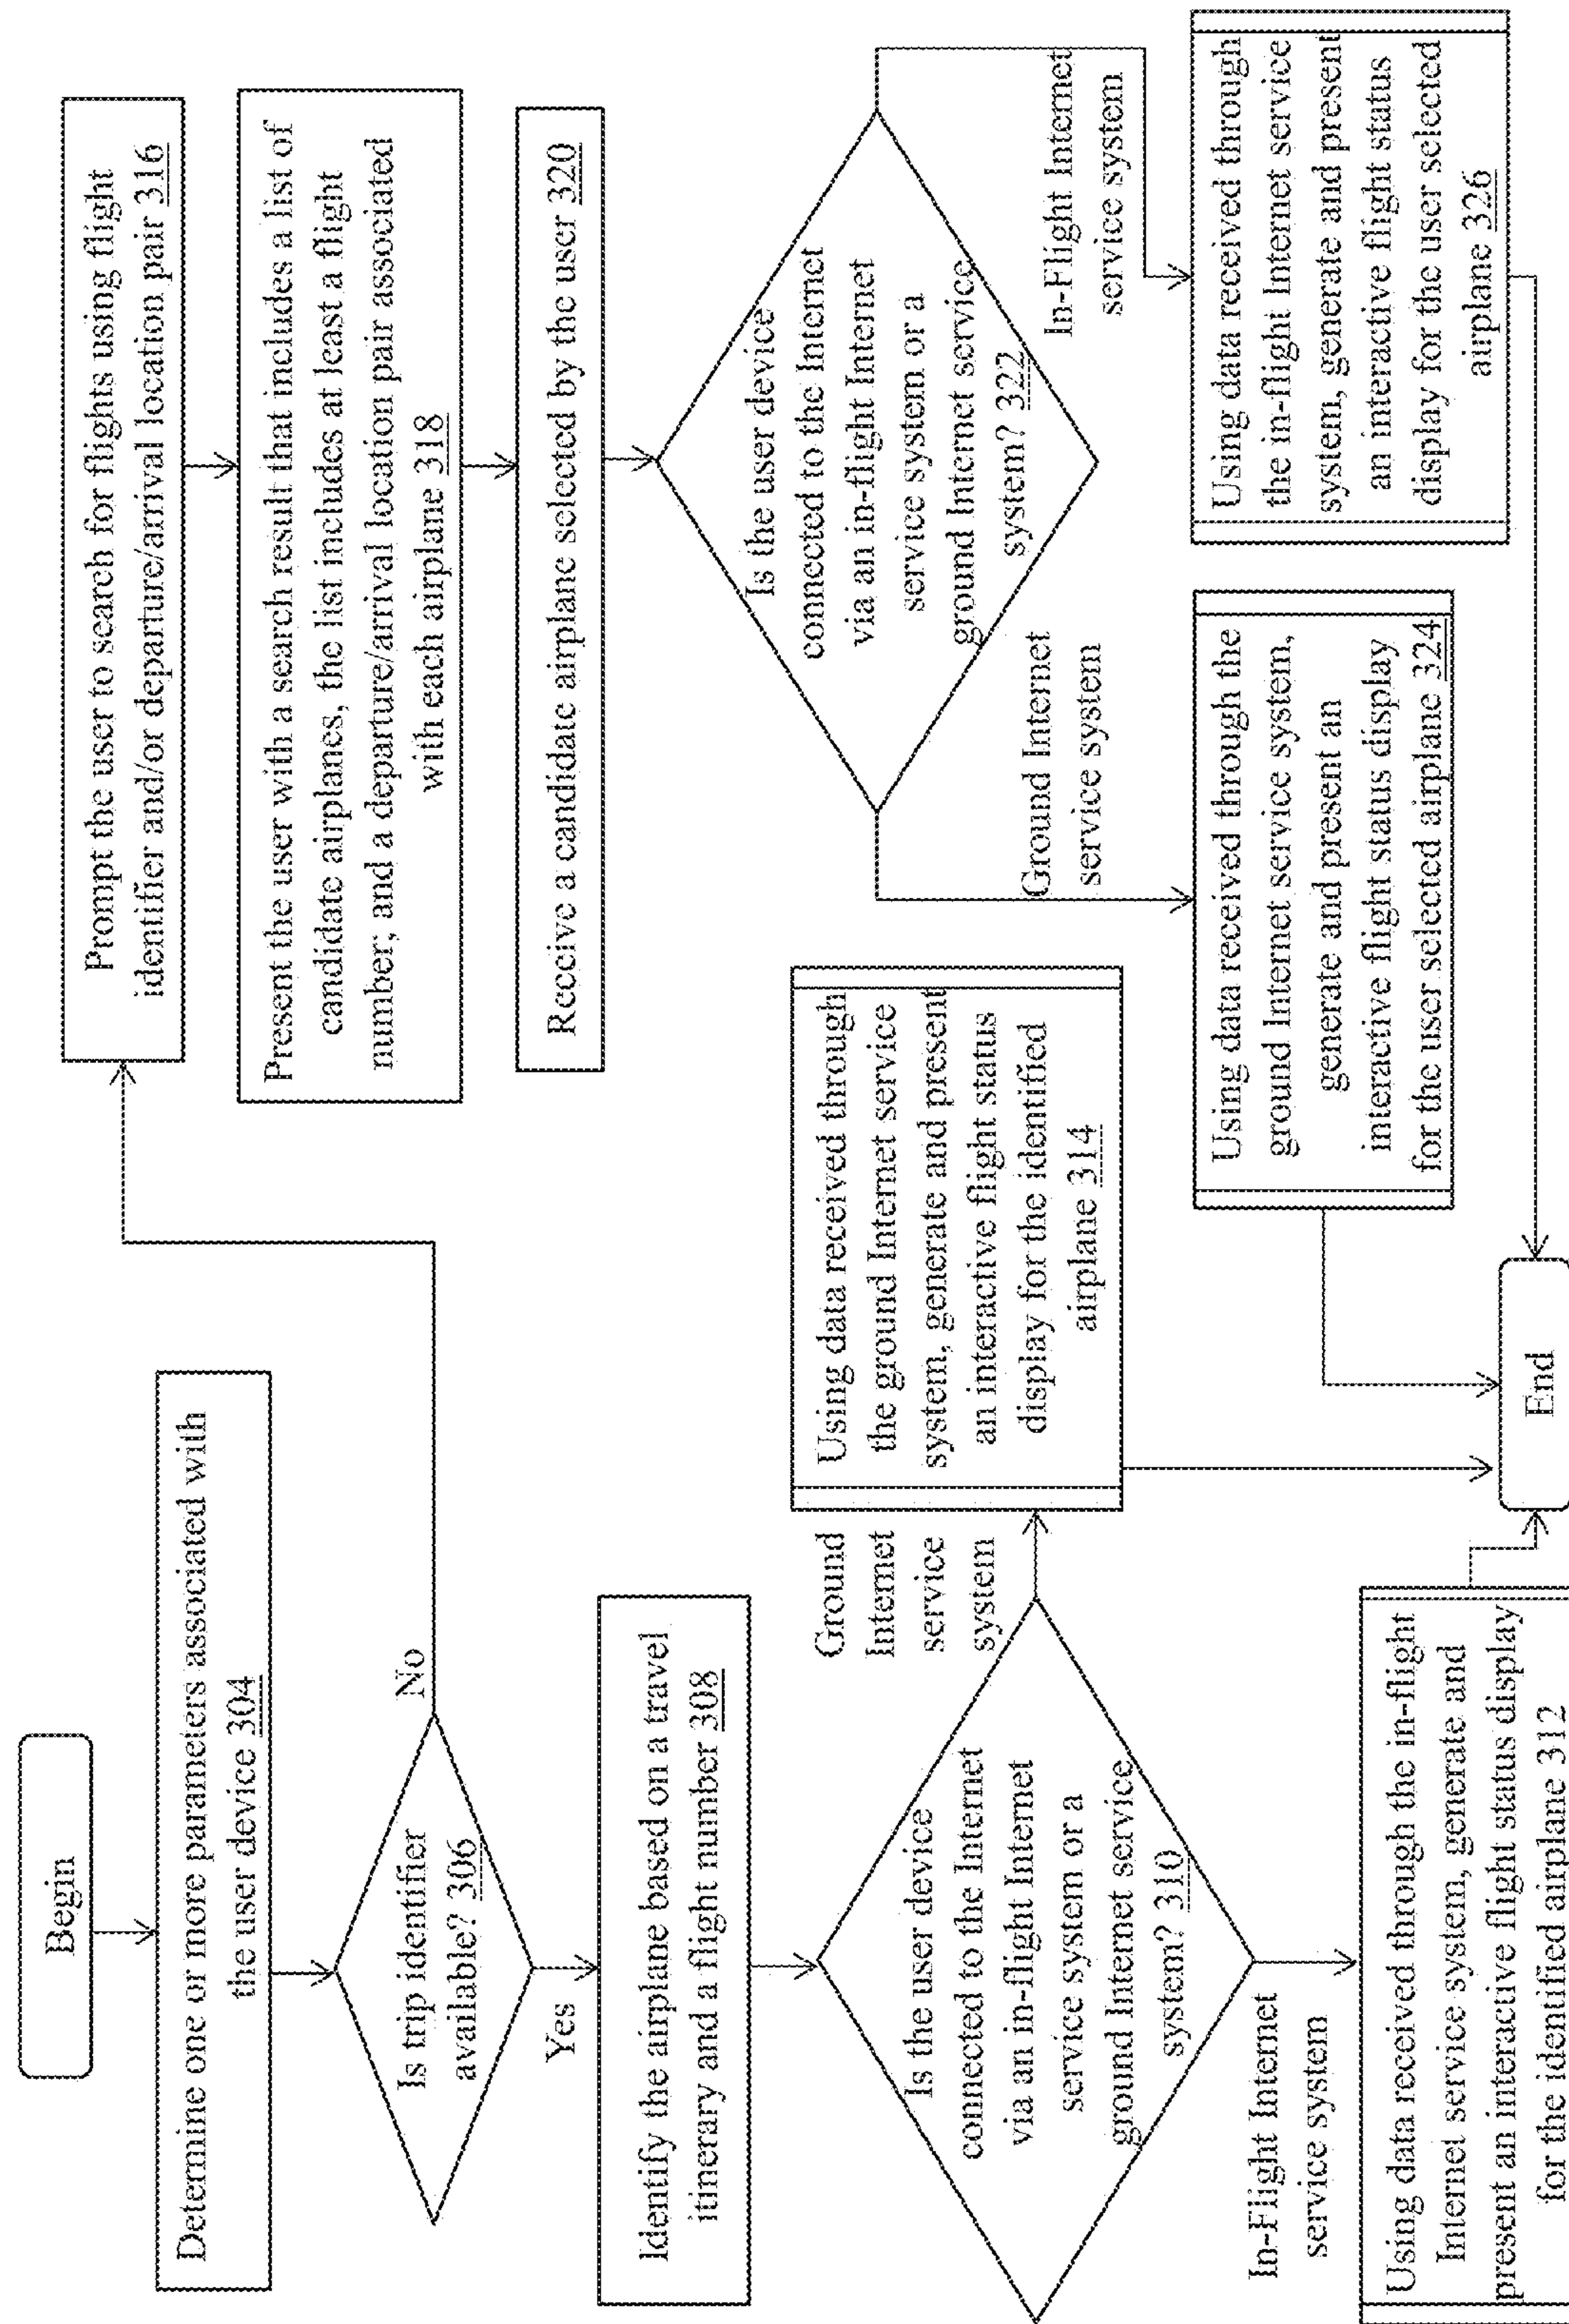 Begin
Determine one or more parameters associated with
the user device 304
Is trip identifier
available? 306
No
Yes
Identify the airplane based on a travel
itinerary and a flight number 308
Is the user device
connected to the Internet
via an in-flight Internet
service system or a
ground Internet service
system? 310
In-Flight Internet
service system
Ground
Internet
service
system
Using data received through the in-flight
Internet service system, generate and
present an interactive flight status display
for the identified airplane 312
Using data received through
the ground Internet service
system, generate and present
an interactive flight status
display for the identified
airplane 314
Prompt the user to search for flights using flight
identifier and/or departure/arrival location pair 316
Present the user with a search result that includes a list of
candidate airplanes, the list includes at least a flight
number; and a departure/arrival location pair associated
with each airplane 318
Receive a candidate airplane selected by the user 320
Is the user device
connected to the Internet
via an in-flight Internet
service system or a
ground Internet service
system? 322
Ground Internet
service system
In-Flight Internet
service system
Using data received through the
ground Internet service system,
generate and present an
interactive flight status display
for the user selected airplane 324
Using data received through
the in-flight Internet service
system, generate and present
an interactive flight status
display for the user selected
airplane 326
End